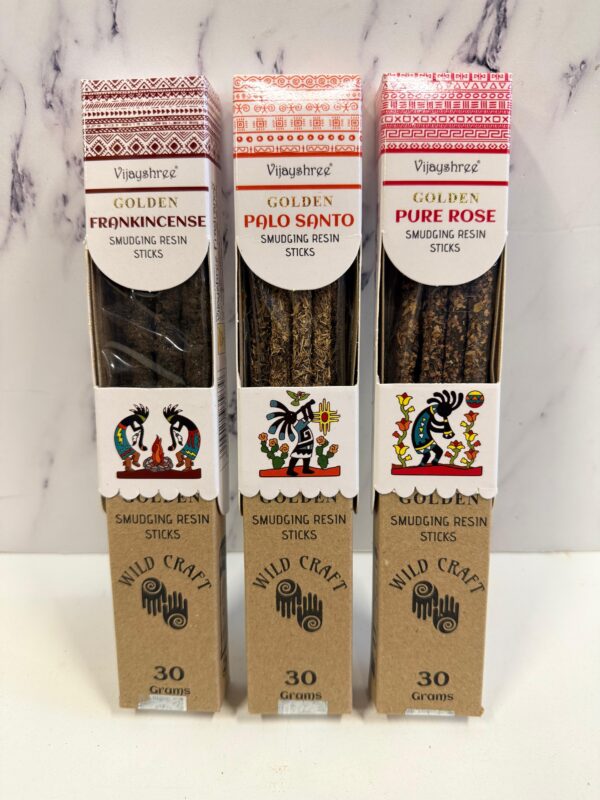 Vijayshree®
GOLDEN
FRANKINCENSE
SMUDGING RESIN
STICKS
GOLDEN
SMUDGING RESIN
STICKS
WILD CRAFT
30
Grams
Vijayshree®
GOLDEN
PALO SANTO
SMUDGING RESIN
STICKS
GOLDEN
SMUDGING RESIN
STICKS
WILD CRAFT
30
Grams
Vijayshree®
GOLDEN
PURE ROSE
SMUDGING RESIN
STICKS
GOLDEN
SMUDGING RESIN
STICKS
WILD CRAFT
30
Grams